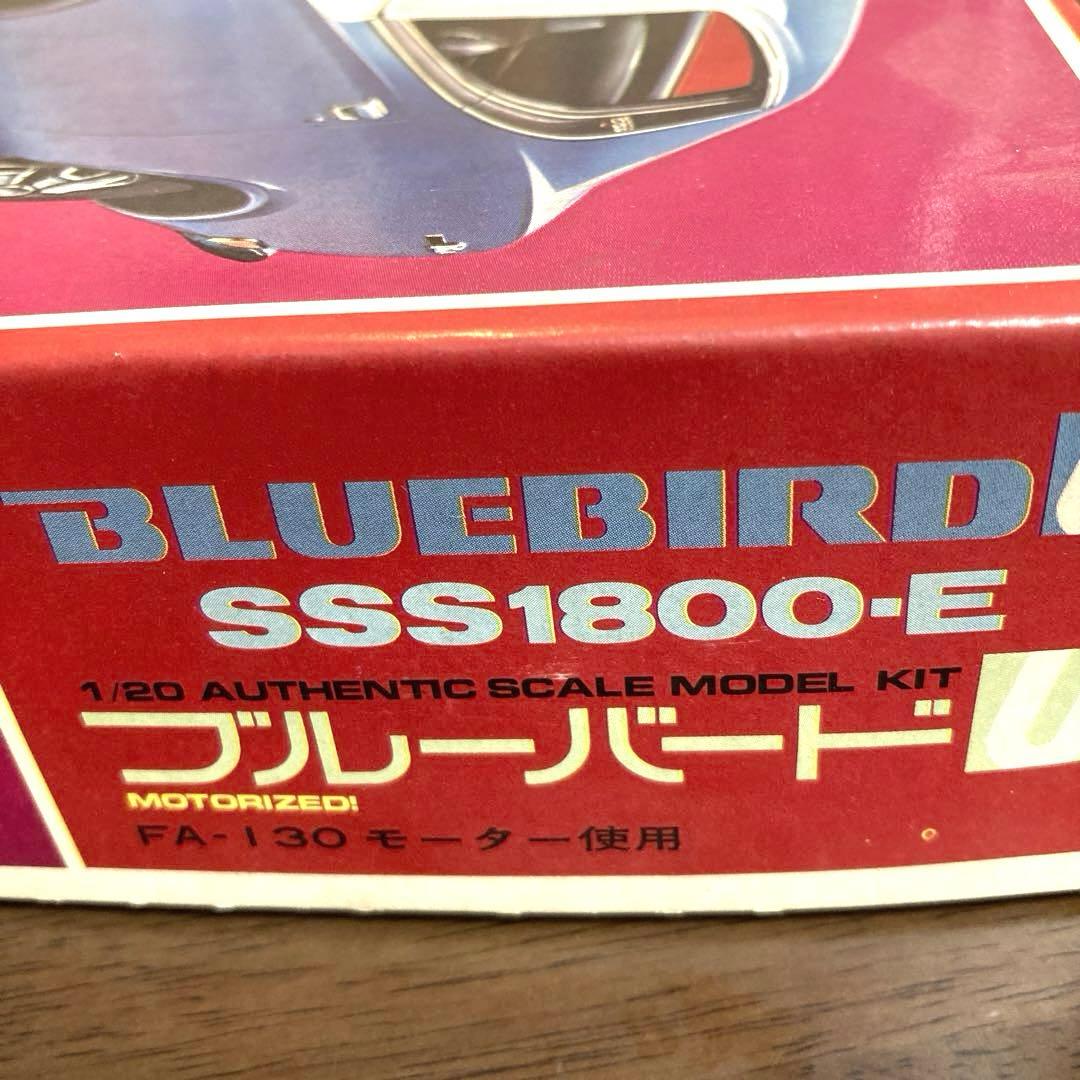 BLUEBIRD U
SSS1800-E
1/20 AUTHENTIC SCALE MODEL KIT
ブルーバード U
MOTORIZED!
FA-130 モーター使用